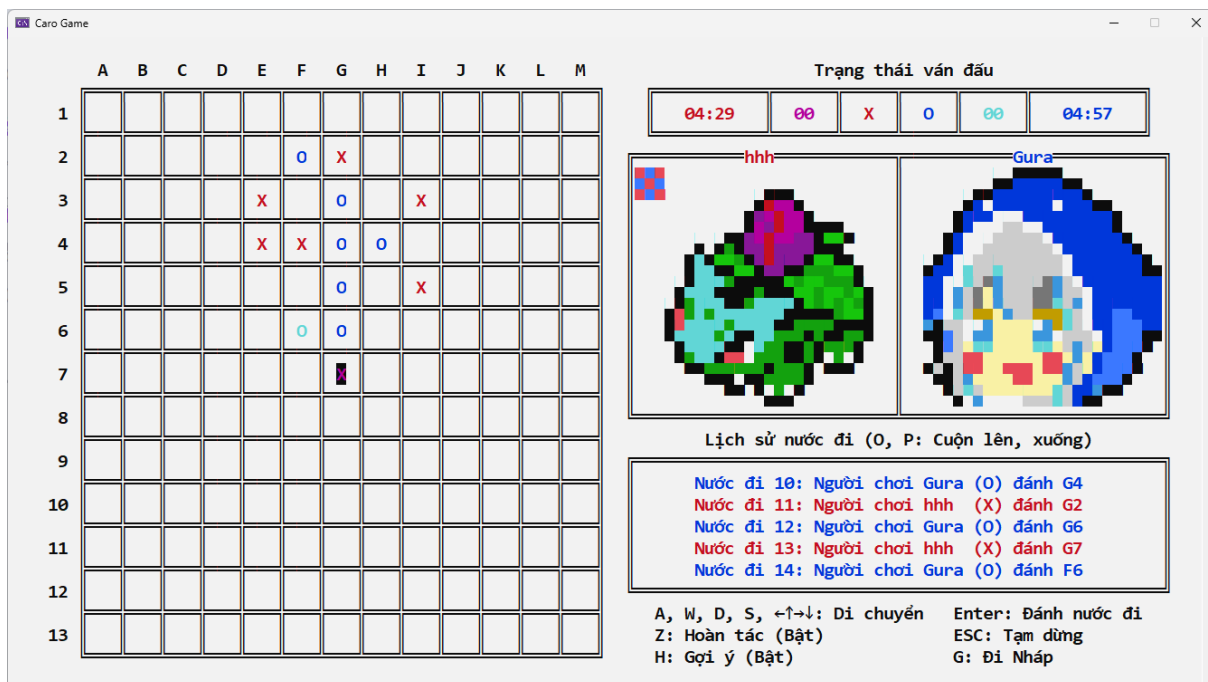 Caro Game
A B C D E F G H I J K L M
1
2 O X
3 X O X
4 X X O O
5 O X
6 O O
7 X
8
9
10
11
12
13
Trạng thái ván đấu
04:29 00 X O 00 04:57
hhh Gura
Lịch sử nước đi (O, P: Cuộn lên, xuống)
Nước đi 10: Người chơi Gura (O) đánh G4
Nước đi 11: Người chơi hhh (X) đánh G2
Nước đi 12: Người chơi Gura (O) đánh G6
Nước đi 13: Người chơi hhh (X) đánh G7
Nước đi 14: Người chơi Gura (O) đánh F6
A, W, D, S, ←↑→↓: Di chuyển Enter: Đánh nước đi
Z: Hoàn tác (Bật) ESC: Tạm dừng
H: Gợi ý (Bật) G: Đi Nháp